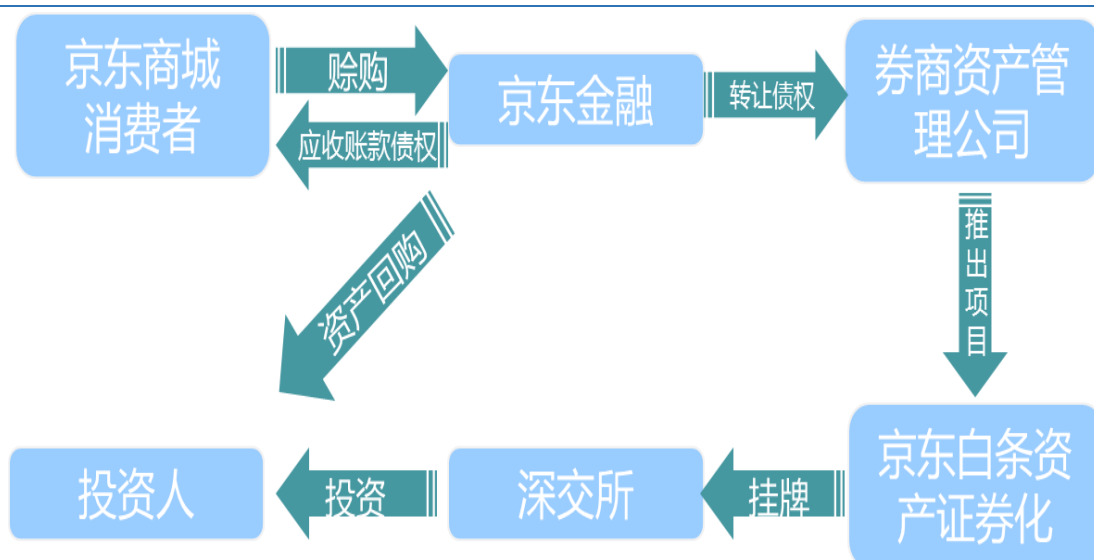 京东商城
消费者
赊购
应收账款债权
京东金融
转让债权
券商资产管
理公司
资产回购
推出项目
投资人
投资
深交所
挂牌
京东白条资
产证券化